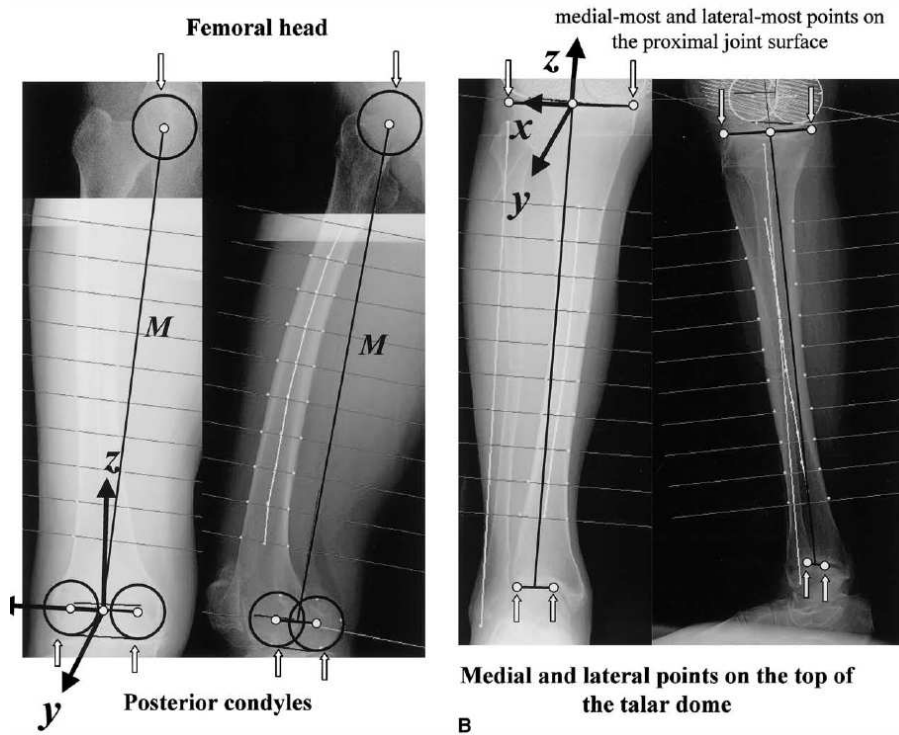 Femoral head
M
M
z
y
Posterior condyles
medial-most and lateral-most points on
the proximal joint surface
z
x
y
Medial and lateral points on the top of
the talar dome
B